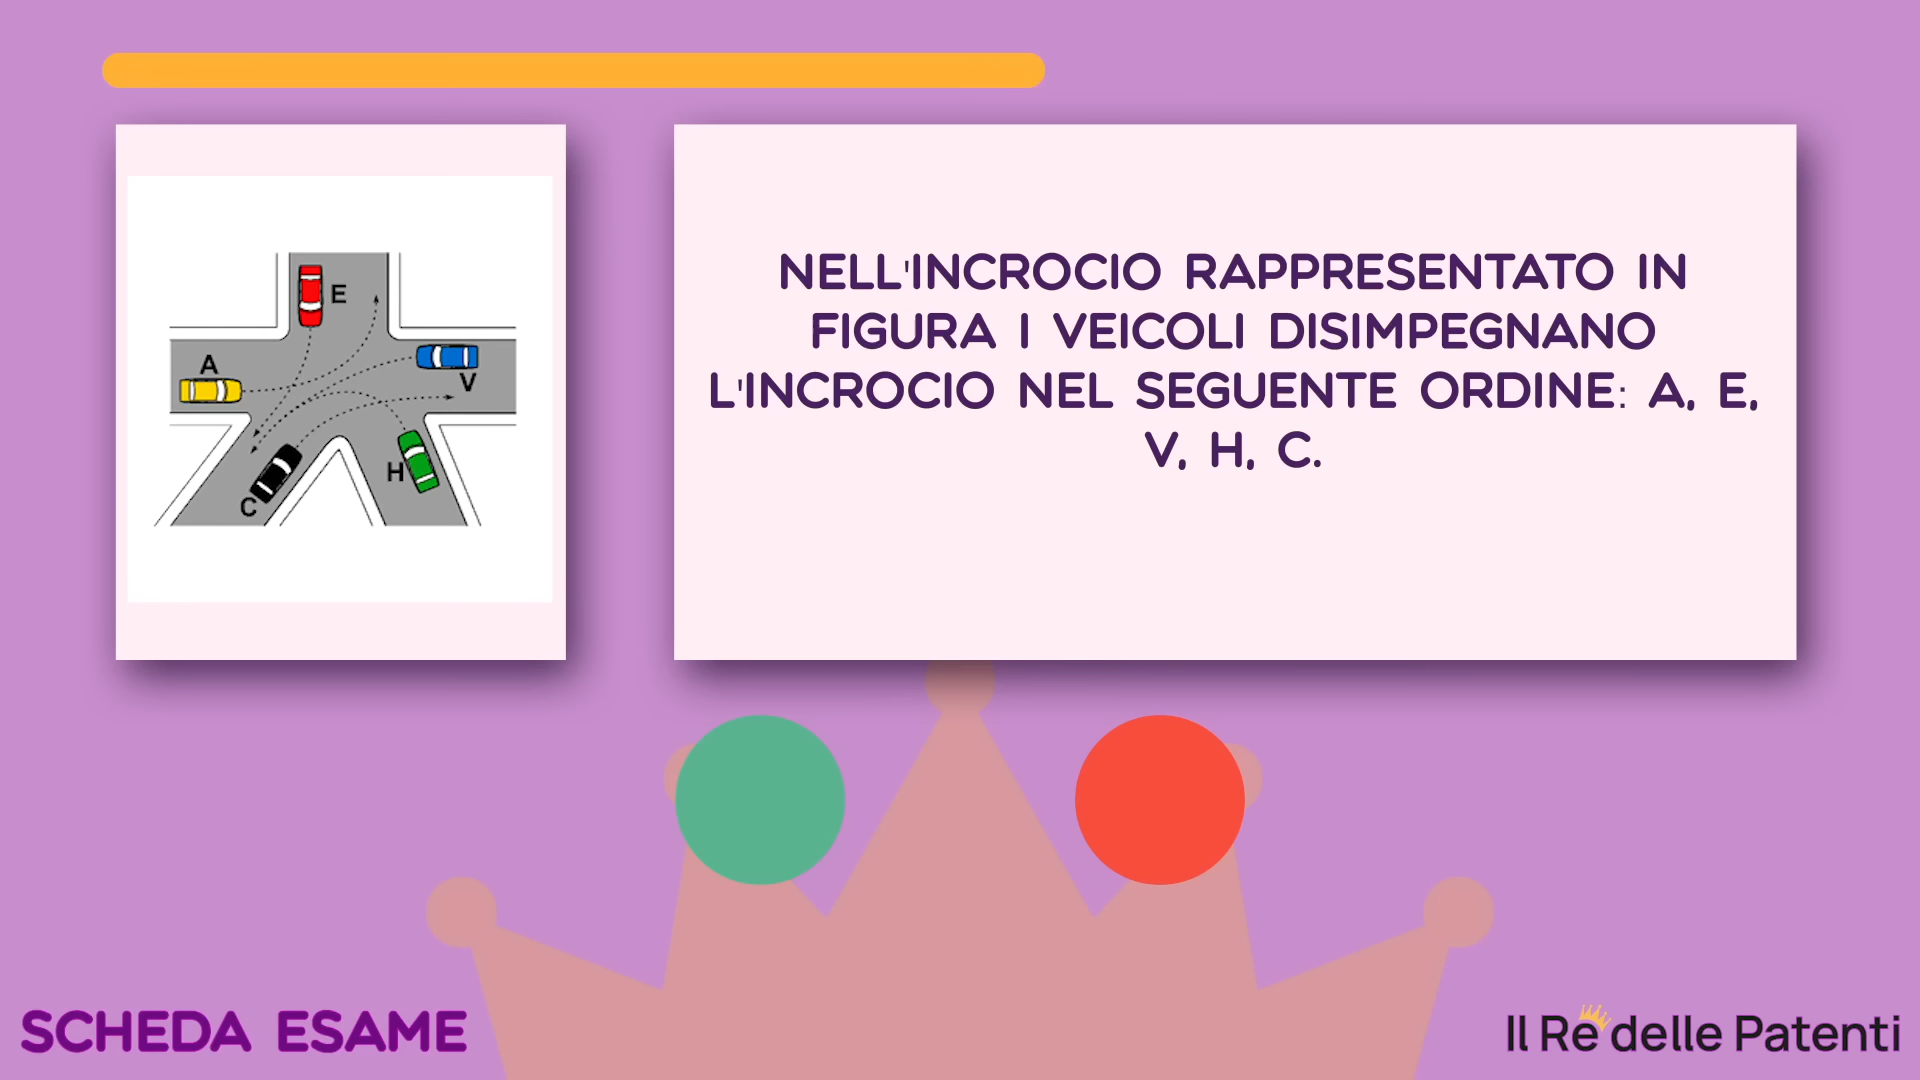 E
A
V
C
H
NELL'INCROCIO RAPPRESENTATO IN
FIGURA I VEICOLI DISIMPEGNANO
L'INCROCIO NEL SEGUENTE ORDINE: A, E,
V, H, C.
SCHEDA ESAME
Il Re delle Patenti